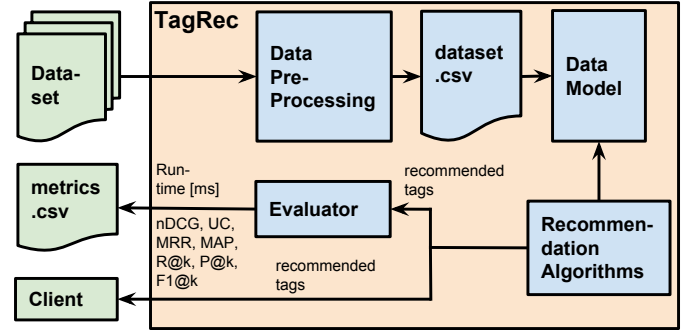 TagRec
Data-
set
Data
Pre-
Processing
dataset
.csv
Data
Model
metrics
.csv
Run-
time [ms]
nDCG, UC,
MRR, MAP,
R@k, P@k,
F1@k
Evaluator
recommended
tags
Recommen-
dation
Algorithms
recommended
tags
Client